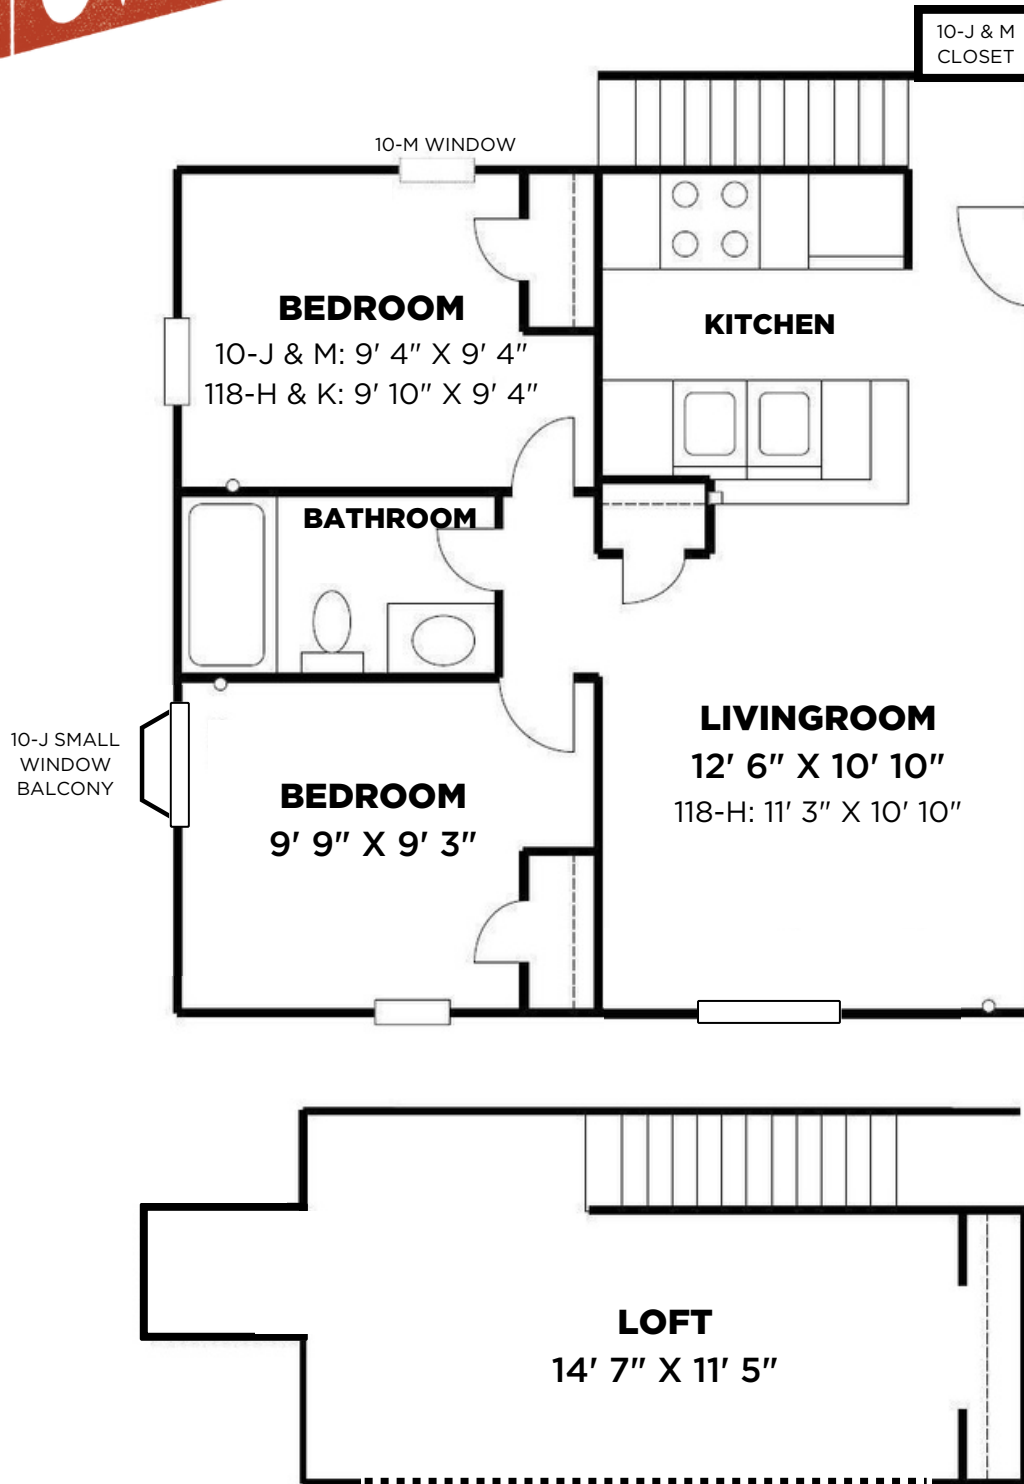 10-J & M
CLOSET
10-M WINDOW
BEDROOM
10-J & M: 9' 4" X 9' 4"
118-H & K: 9' 10" X 9' 4"
KITCHEN
BATHROOM
LIVINGROOM
12' 6" X 10' 10"
118-H: 11' 3" X 10' 10"
10-J SMALL
WINDOW
BALCONY
BEDROOM
9' 9" X 9' 3"
LOFT
14' 7" X 11' 5"